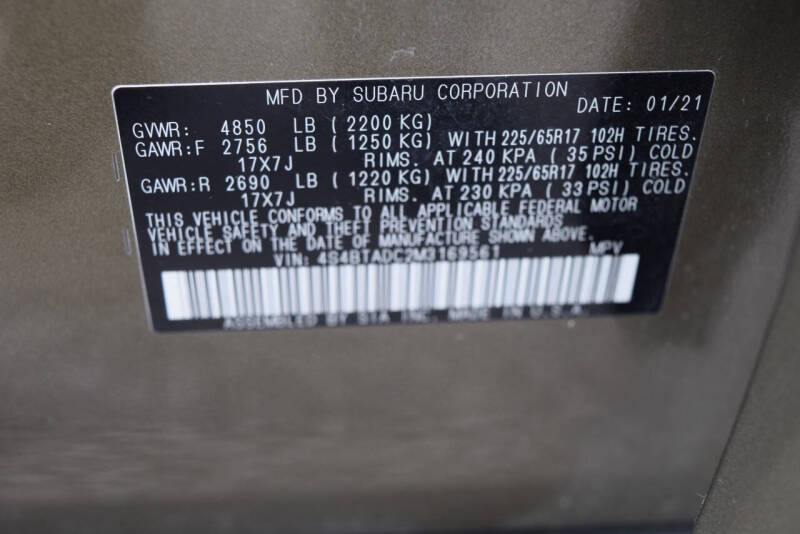 MFD BY SUBARU CORPORATION
DATE: 01/21
GVWR: 4850 LB ( 2200 KG)
GAWR:F 2756 LB ( 1250 KG) WITH 225/65R17 102H TIRES.
17X7J RIMS. AT 240 KPA ( 35 PSI) COLD
GAWR:R 2690 LB ( 1220 KG) WITH 225/65R17 102H TIRES.
17X7J RIMS. AT 230 KPA ( 33 PSI) COLD
THIS VEHICLE CONFORMS TO ALL APPLICABLE FEDERAL MOTOR
VEHICLE SAFETY AND THEFT PREVENTION STANDARDS
IN EFFECT ON THE DATE OF MANUFACTURE SHOWN ABOVE.
VIN: 4S4BTADC2M3169561 MPV
ASSEMBLED BY SIA INC, MADE IN U.S.A.